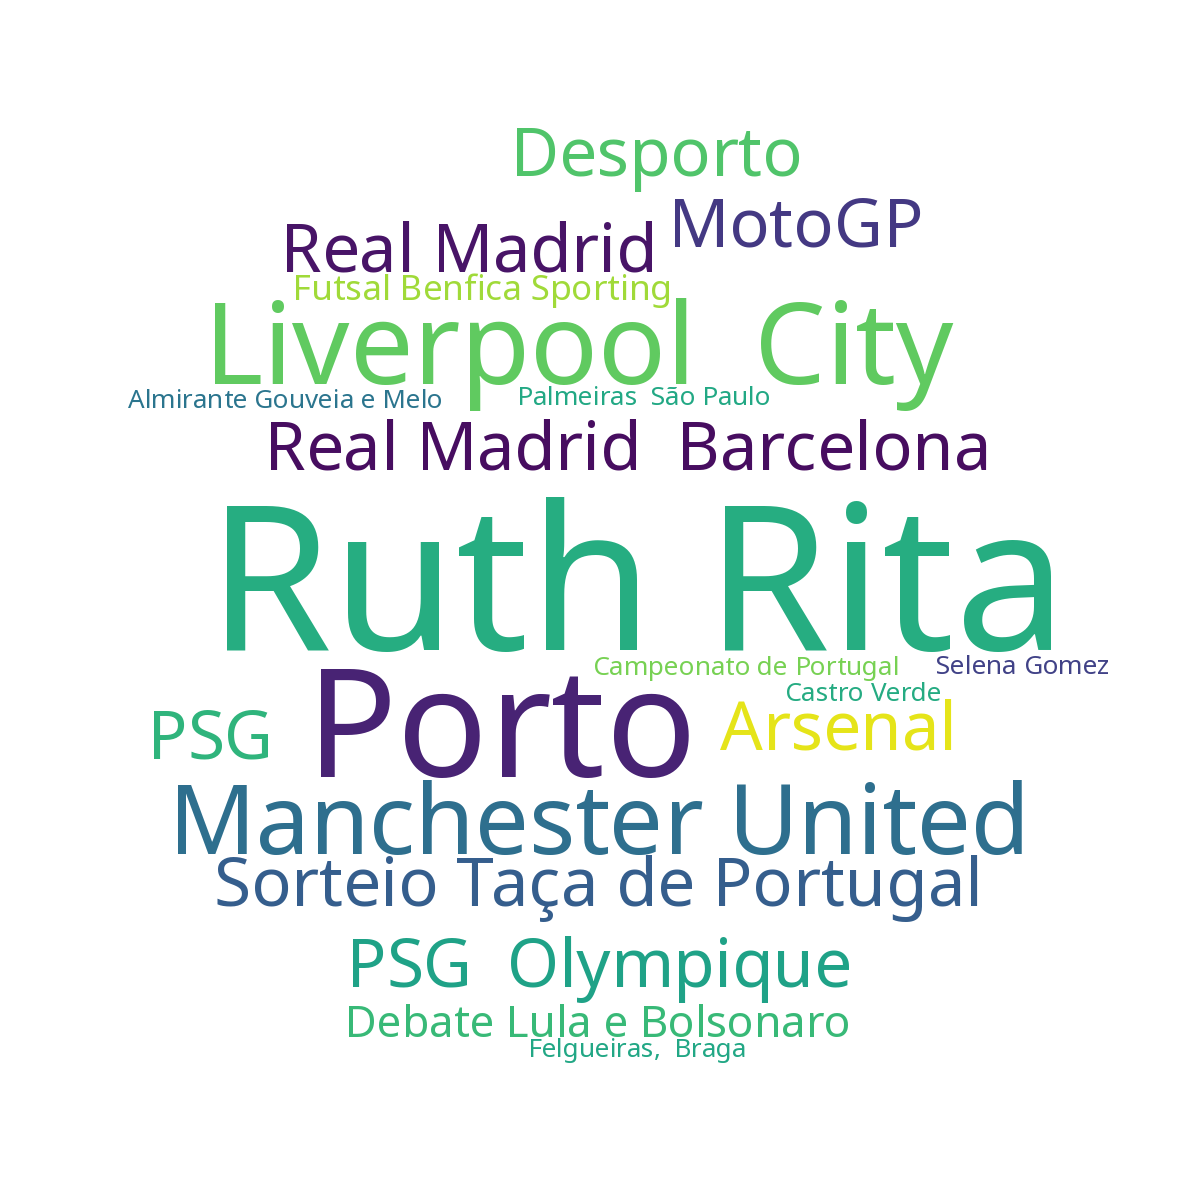 Desporto
MotoGP
Real Madrid
Futsal Benfica Sporting
Liverpool City
Almirante Gouveia e Melo
Palmeiras São Paulo
Real Madrid Barcelona
Ruth Rita
Campeonato de Portugal
Selena Gomez
Castro Verde
Porto
PSG
Arsenal
Manchester United
Sorteio Taça de Portugal
PSG Olympique
Debate Lula e Bolsonaro
Felgueiras, Braga